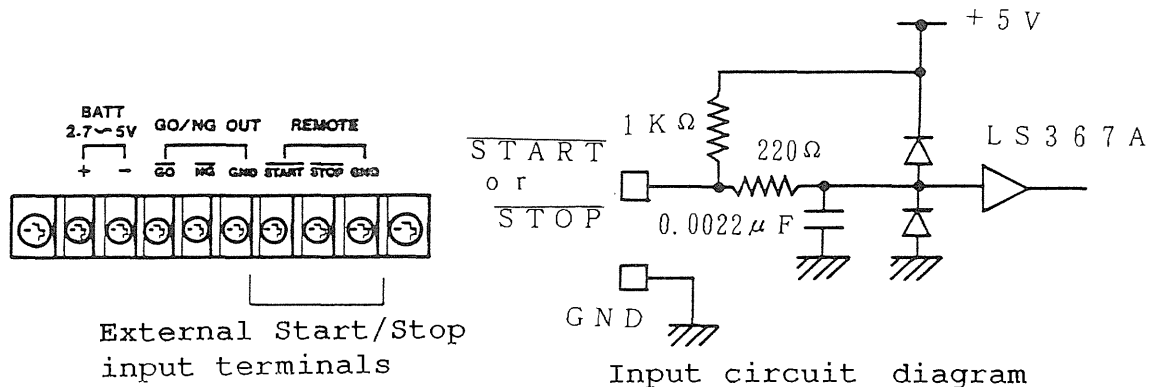 BATT
2.7~5V GO/NG OUT REMOTE
+ - GO NG GND START STOP GND
External Start/Stop
input terminals
+5V
1KΩ
LS367A
START
or
STOP
220Ω
0.0022μF
GND
Input circuit diagram